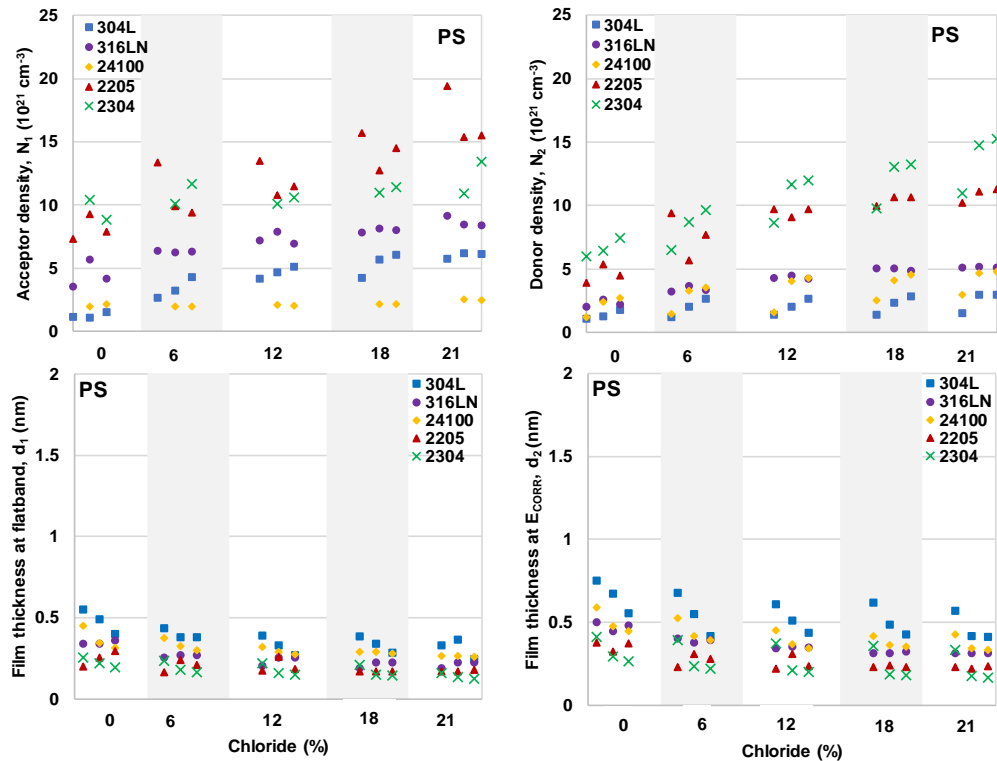 PS
304L
316LN
24100
2205
2304
Acceptor density, N1 (10^21 cm-3)
25
20
15
10
5
0
0 6 12 18 21
PS
304L
316LN
24100
2205
2304
Donor density, N2 (10^21 cm-3)
25
20
15
10
5
0
0 6 12 18 21
PS
304L
316LN
24100
2205
2304
Film thickness at flatband, d1 (nm)
2
1.5
1
0.5
0
0 6 12 18 21
Chloride (%)
PS
304L
316LN
24100
2205
2304
Film thickness at ECORR, d2 (nm)
2
1.5
1
0.5
0
0 6 12 18 21
Chloride (%)